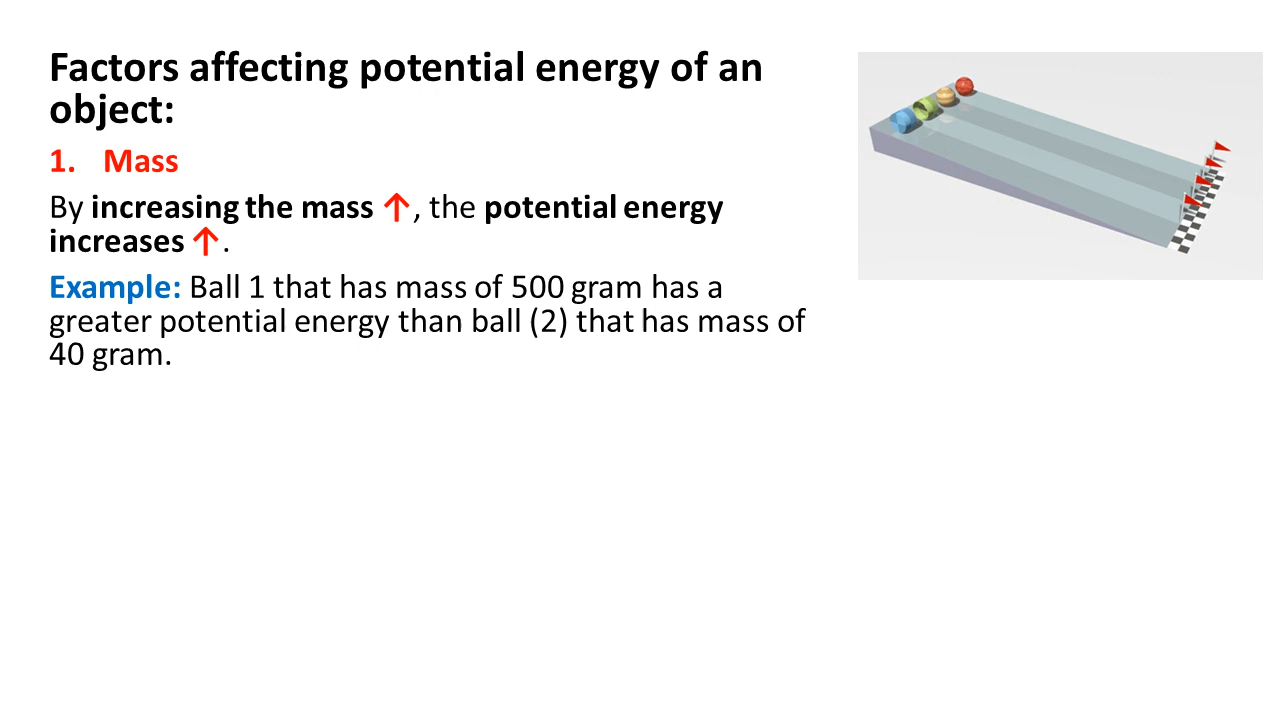 Factors affecting potential energy of an
object:
1. Mass
By increasing the mass ↑, the potential energy
increases ↑.
Example: Ball 1 that has mass of 500 gram has a
greater potential energy than ball (2) that has mass of
40 gram.